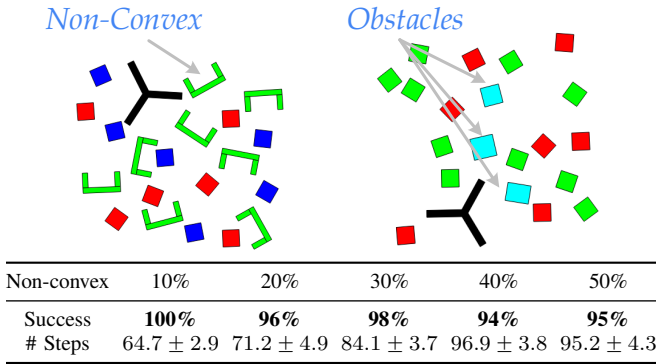 Non-Convex Obstacles
Non-convex 10% 20% 30% 40% 50%
Success 100% 96% 98% 94% 95%
# Steps 64.7 ± 2.9 71.2 ± 4.9 84.1 ± 3.7 96.9 ± 3.8 95.2 ± 4.3